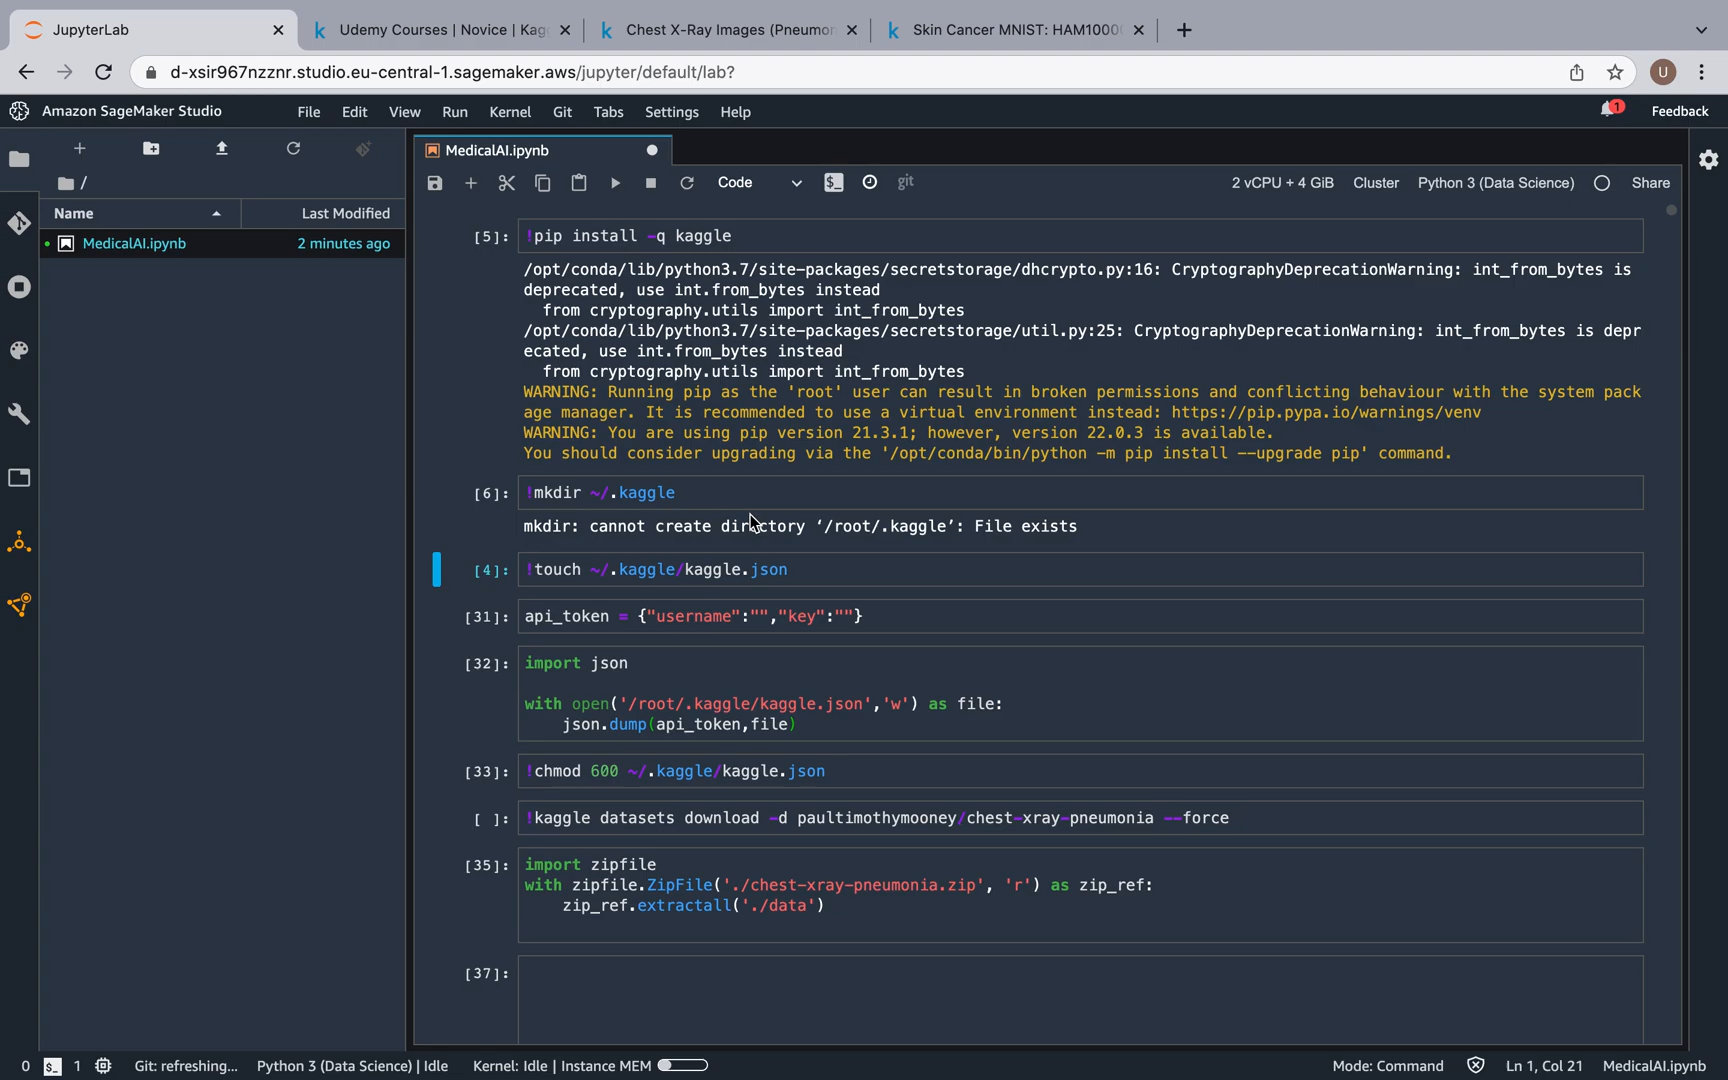 JupyterLab
Udemy Courses | Novice | Kag
Chest X-Ray Images (Pneumon
Skin Cancer MNIST: HAM1000
d-xsir967nzznr.studio.eu-central-1.sagemaker.aws/jupyter/default/lab?
U
Amazon SageMaker Studio
File Edit View Run Kernel Git Tabs Settings Help
1
Feedback
MedicalAI.ipynb
/
Code
git
2 vCPU + 4 GiB Cluster Python 3 (Data Science) Share
Name Last Modified
MedicalAI.ipynb 2 minutes ago
[5]: !pip install -q kaggle
/opt/conda/lib/python3.7/site-packages/secretstorage/dhcrypto.py:16: CryptographyDeprecationWarning: int_from_bytes is
deprecated, use int.from_bytes instead
from cryptography.utils import int_from_bytes
/opt/conda/lib/python3.7/site-packages/secretstorage/util.py:25: CryptographyDeprecationWarning: int_from_bytes is depr
ecated, use int.from_bytes instead
from cryptography.utils import int_from_bytes
WARNING: Running pip as the 'root' user can result in broken permissions and conflicting behaviour with the system pack
age manager. It is recommended to use a virtual environment instead: https://pip.pypa.io/warnings/venv
WARNING: You are using pip version 21.3.1; however, version 22.0.3 is available.
You should consider upgrading via the '/opt/conda/bin/python -m pip install --upgrade pip' command.
[6]: !mkdir ~/.kaggle
mkdir: cannot create directory ‘/root/.kaggle’: File exists
[4]: !touch ~/.kaggle/kaggle.json
[31]: api_token = {"username":"","key":""}
[32]: import json
with open('/root/.kaggle/kaggle.json','w') as file:
json.dump(api_token,file)
[33]: !chmod 600 ~/.kaggle/kaggle.json
[ ]: !kaggle datasets download -d paultimothymooney/chest-xray-pneumonia --force
[35]: import zipfile
with zipfile.ZipFile('./chest-xray-pneumonia.zip', 'r') as zip_ref:
zip_ref.extractall('./data')
[37]:
0 $_ 1 Git: refreshing... Python 3 (Data Science) | Idle Kernel: Idle | Instance MEM Mode: Command Ln 1, Col 21 MedicalAI.ipynb